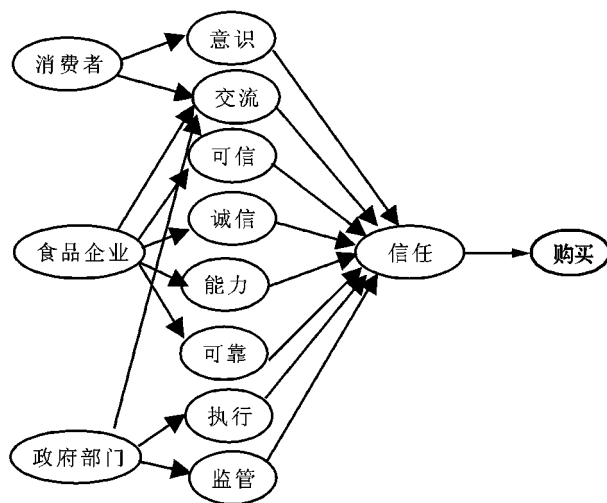 意识
消费者
交流
可信
诚信
食品企业
信任
购买
能力
可靠
执行
政府部门
监管